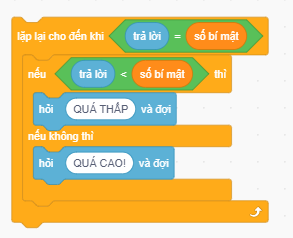 lặp lại cho đến khi trả lời = số bí mật
nếu trả lời < số bí mật thì
hỏi QUÁ THẤP và đợi
nếu không thì
hỏi QUÁ CAO! và đợi